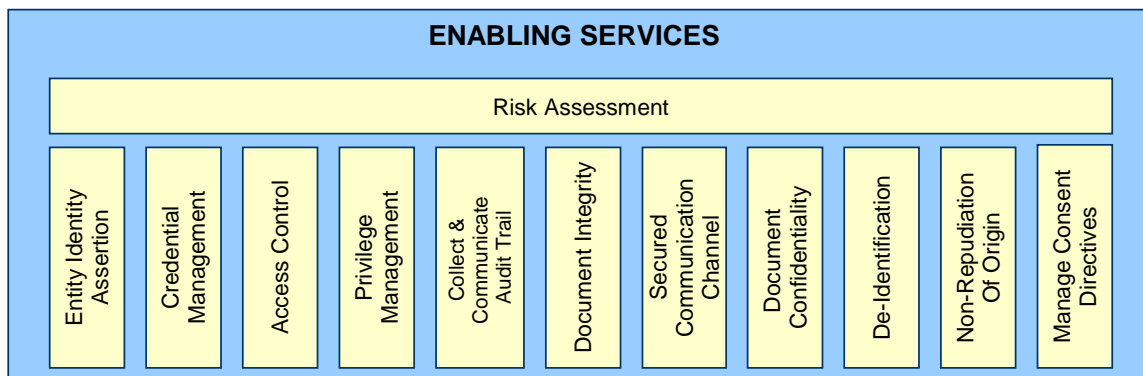 ENABLING SERVICES
Risk Assessment
Entity Identity
Assertion
Credential
Management
Access Control
Privilege
Management
Collect &
Communicate
Audit Trail
Document Integrity
Secured
Communication
Channel
Document
Confidentiality
De-Identification
Non-Repudiation
Of Origin
Manage Consent
Directives